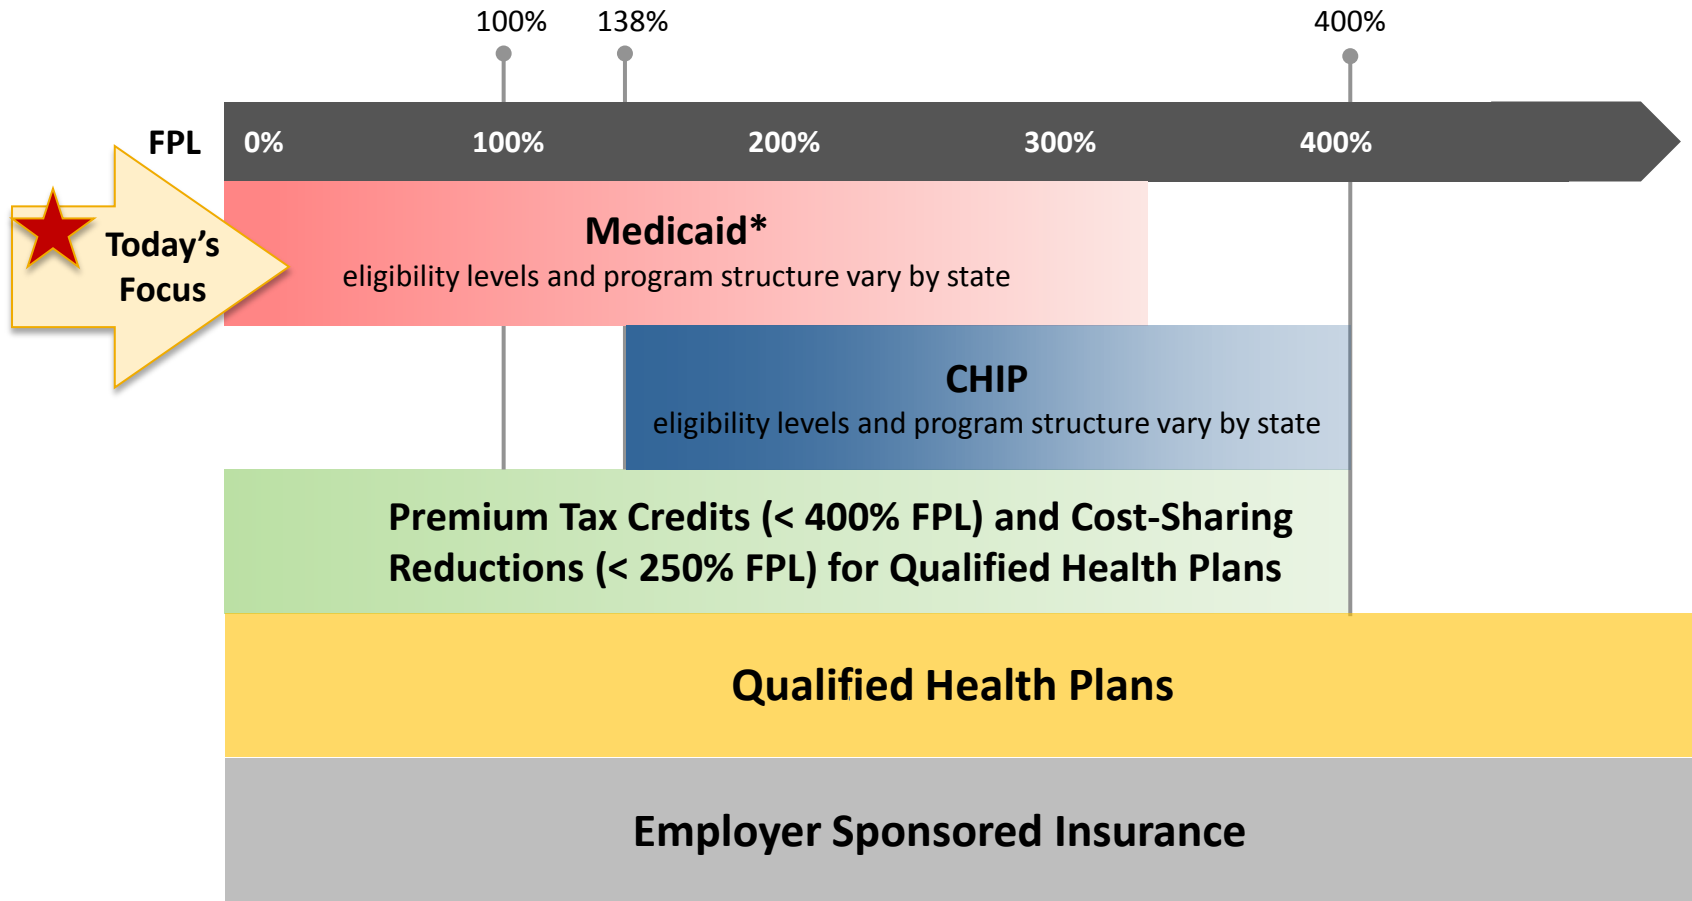 100% 138% 400%
FPL 0% 100% 200% 300% 400%
Today’s
Focus
Medicaid*
eligibility levels and program structure vary by state
CHIP
eligibility levels and program structure vary by state
Premium Tax Credits (< 400% FPL) and Cost-Sharing
Reductions (< 250% FPL) for Qualified Health Plans
Qualified Health Plans
Employer Sponsored Insurance